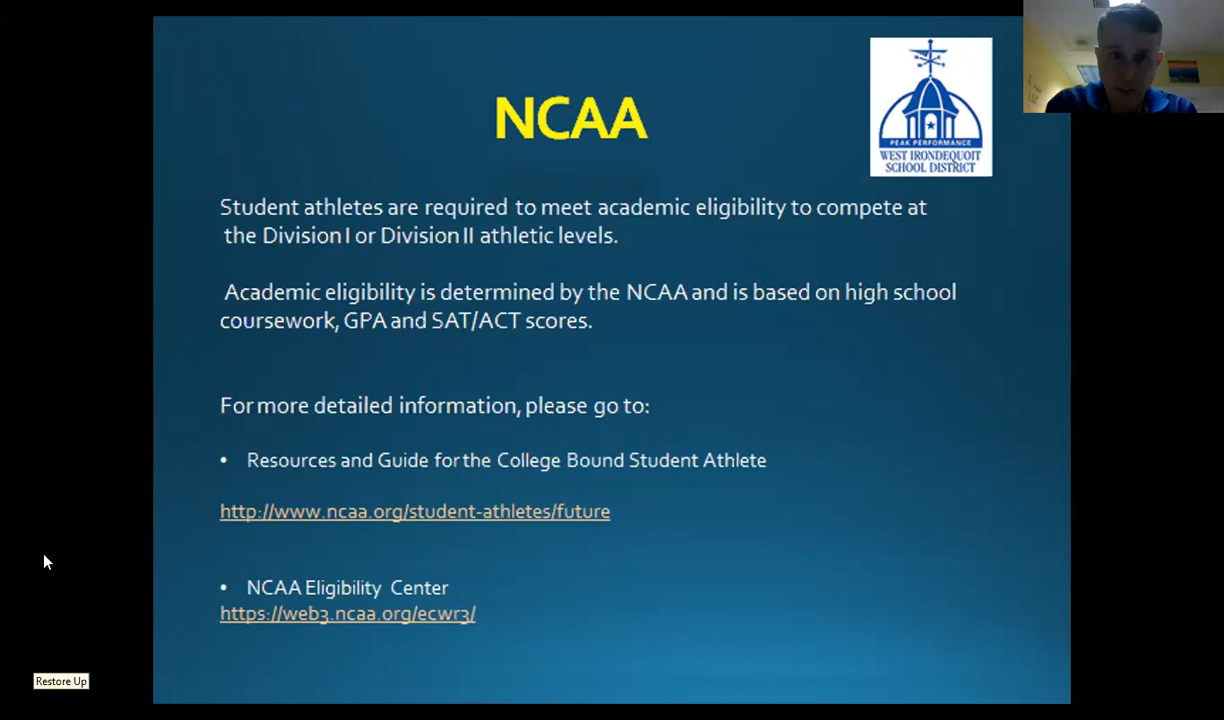 NCAA
PEAK PERFORMANCE
WEST IRONDEQUOIT
SCHOOL DISTRICT
Student athletes are required to meet academic eligibility to compete at
the Division I or Division II athletic levels.
Academic eligibility is determined by the NCAA and is based on high school
coursework, GPA and SAT/ACT scores.
For more detailed information, please go to:
• Resources and Guide for the College Bound Student Athlete
http://www.ncaa.org/student-athletes/future
• NCAA Eligibility Center
https://web3.ncaa.org/ecwr3/
Restore Up